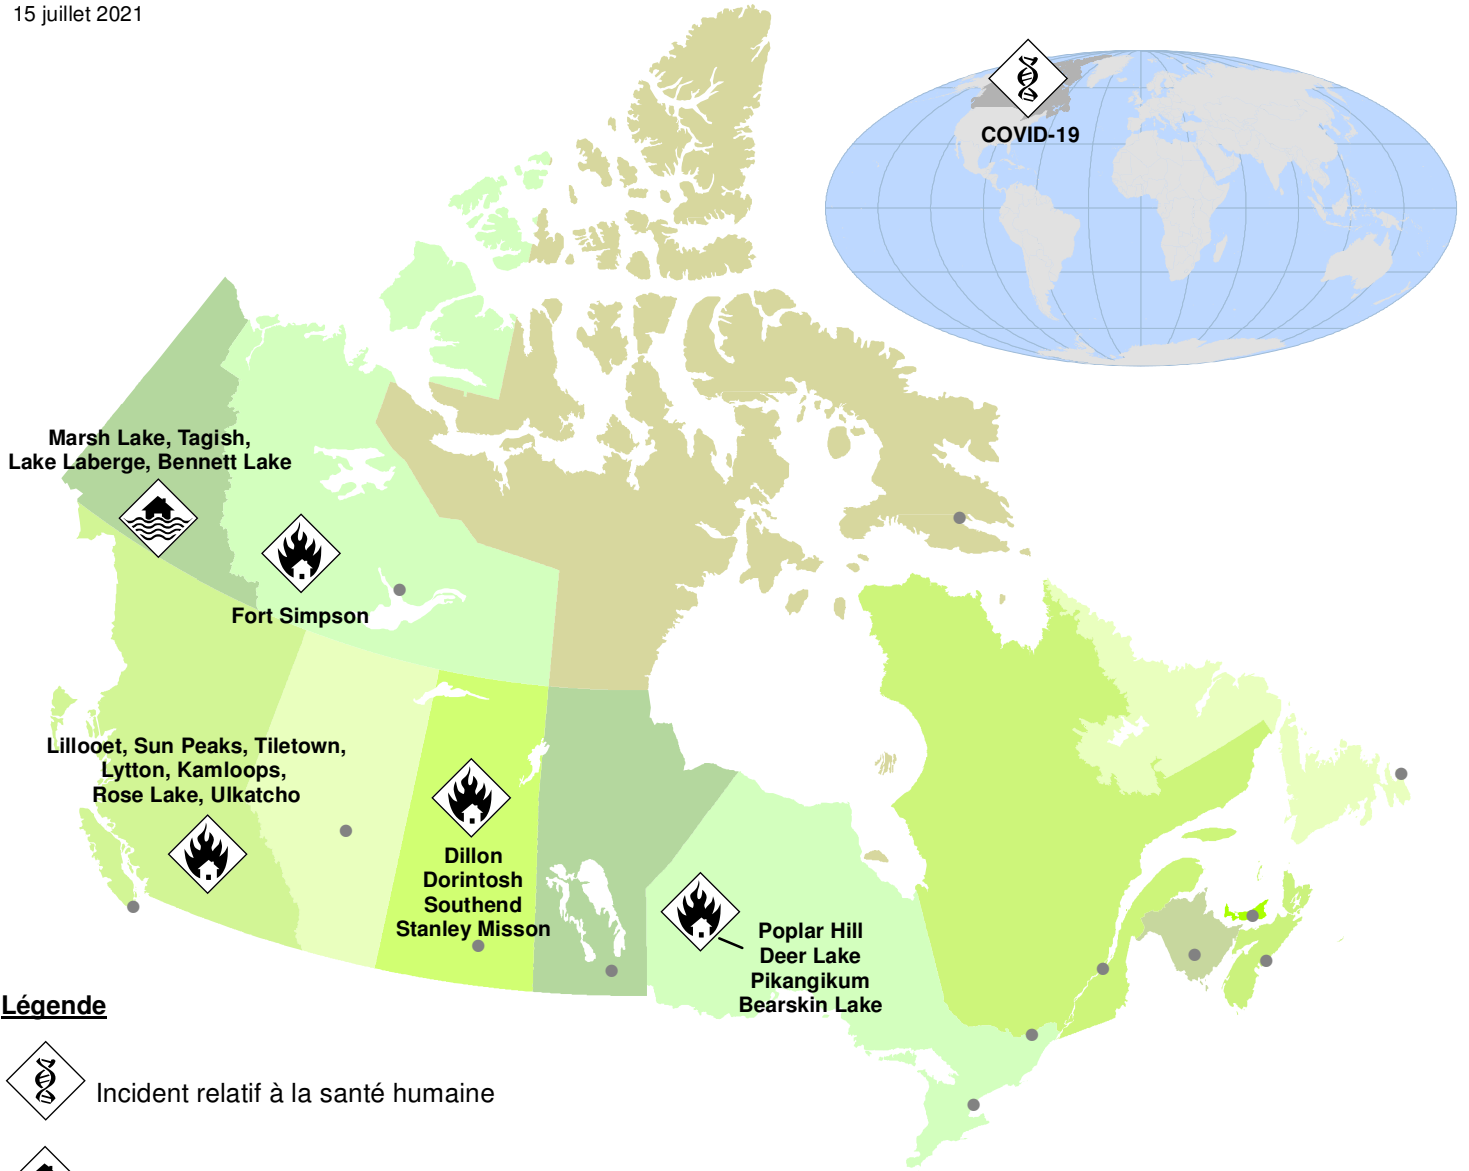 15 juillet 2021
COVID-19
Marsh Lake, Tagish,
Lake Laberge, Bennett Lake
Fort Simpson
Lillooet, Sun Peaks, Tiletown,
Lytton, Kamloops,
Rose Lake, Ulkatcho
Dillon
Dorintosh
Southend
Stanley Misson
Poplar Hill
Deer Lake
Pikangikum
Bearskin Lake
Légende
Incident relatif à la santé humaine